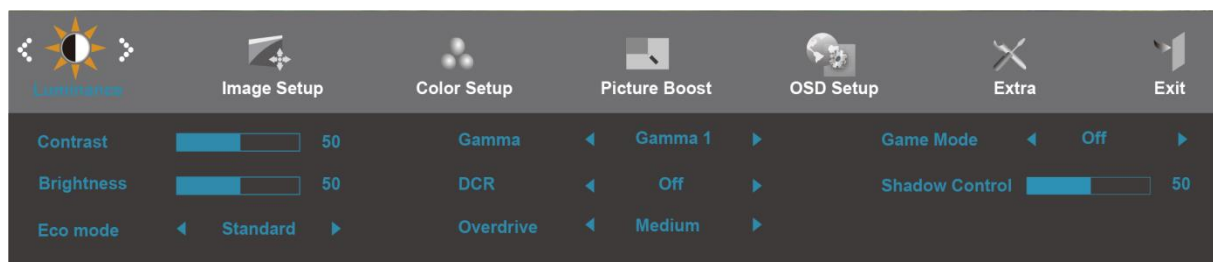 Luminance
Image Setup
Color Setup
Picture Boost
OSD Setup
Extra
Exit
Contrast 50 Gamma Gamma 1 Game Mode Off
Brightness 50 DCR Off Shadow Control 50
Eco mode Standard Overdrive Medium